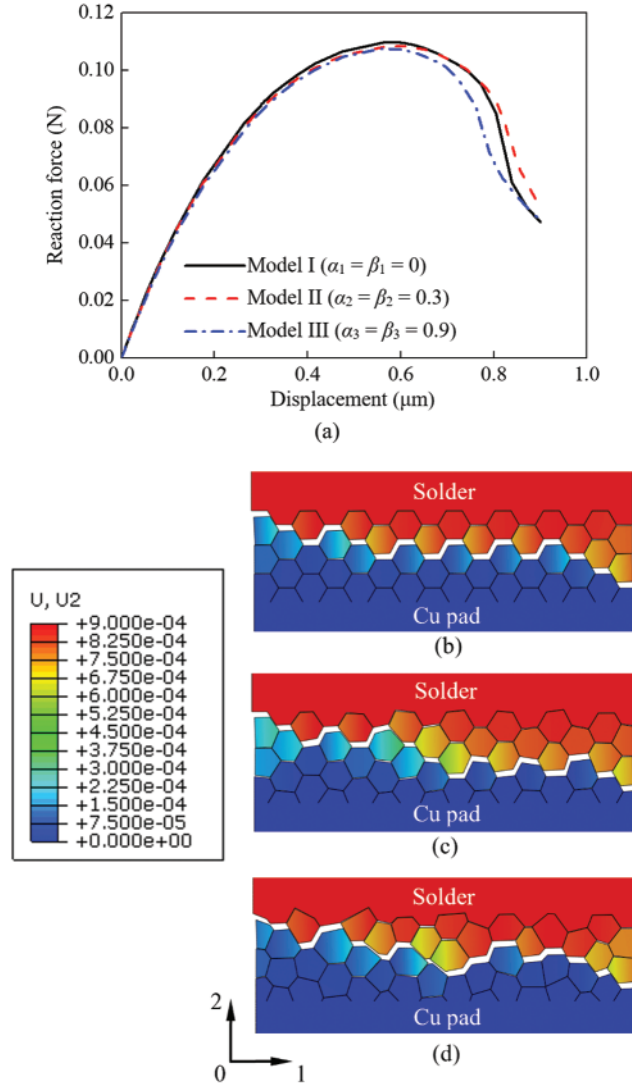 0.12
0.10
0.08
0.06
0.04
0.02
0.00
Reaction force (N)
Model I (α₁ = β₁ = 0)
Model II (α₂ = β₂ = 0.3)
Model III (α₃ = β₃ = 0.9)
0.0 0.2 0.4 0.6 0.8 1.0
Displacement (μm)
(a)
Solder
Cu pad
(b)
U, U2
+9.000e-04
+8.250e-04
+7.500e-04
+6.750e-04
+6.000e-04
+5.250e-04
+4.500e-04
+3.750e-04
+3.000e-04
+2.250e-04
+1.500e-04
+7.500e-05
+0.000e+00
Solder
Cu pad
(c)
Solder
Cu pad
(d)
2
0 1